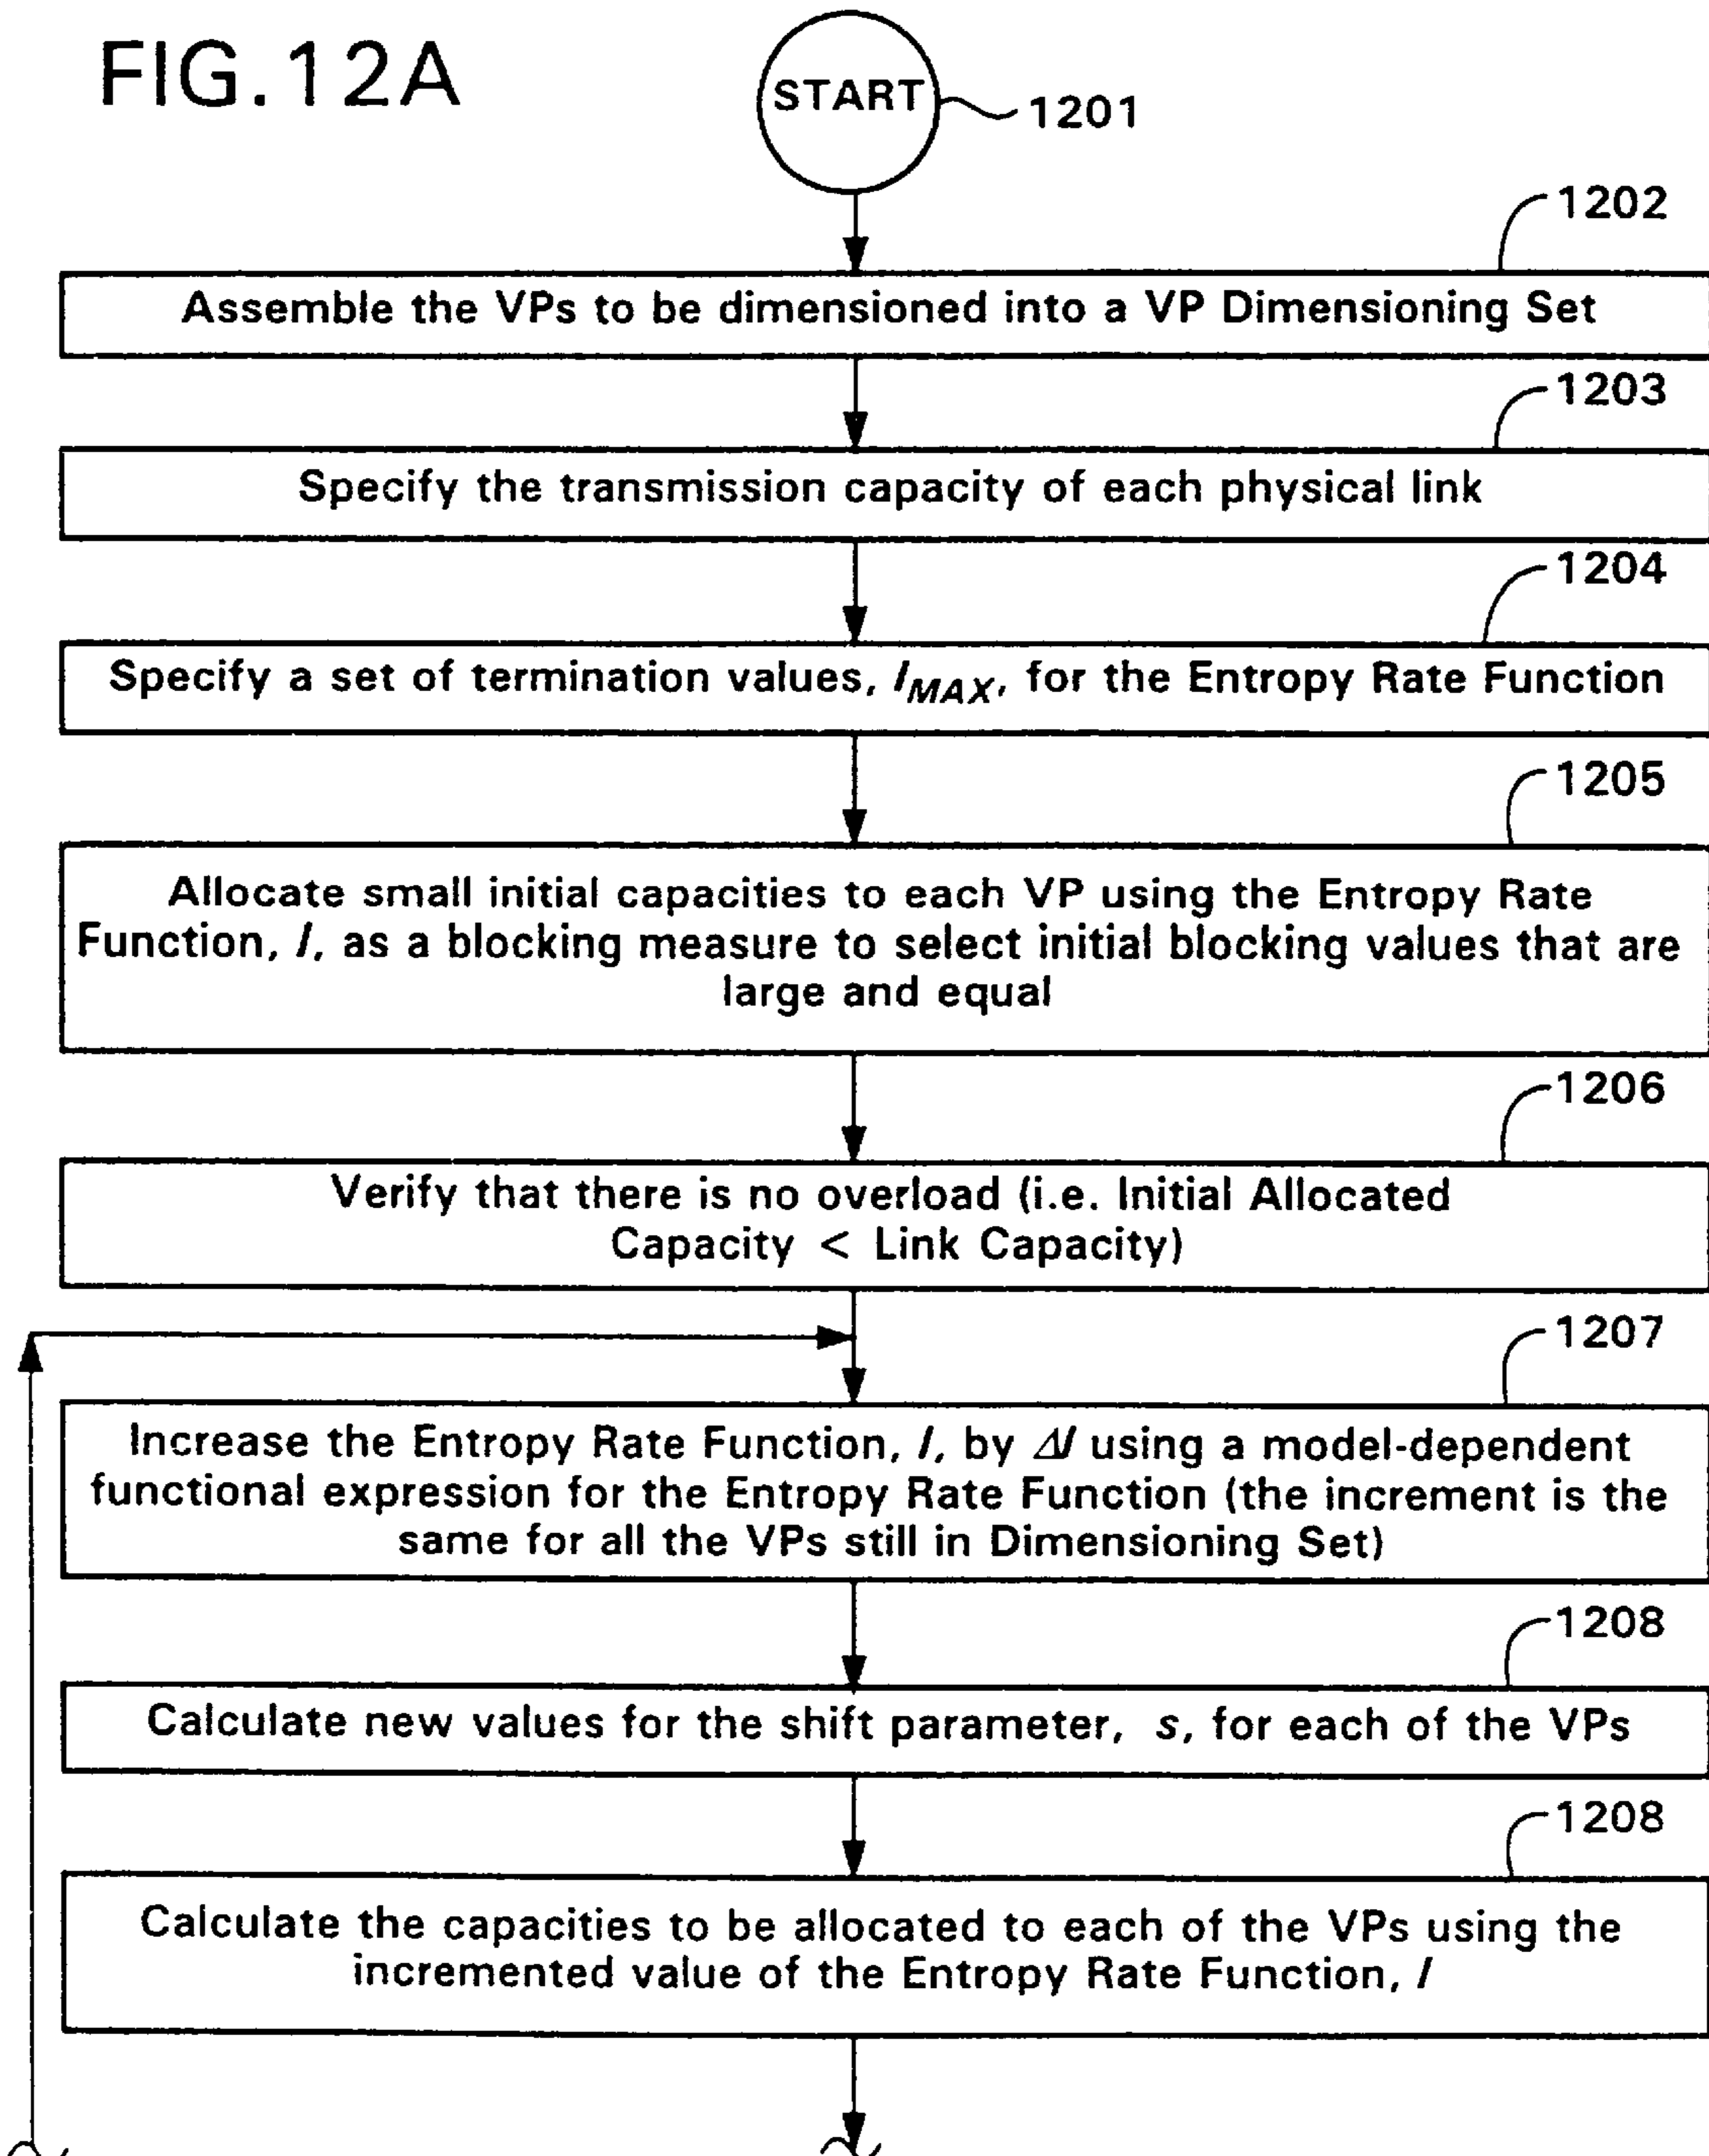 FIG.12A
START
1201
1202
Assemble the VPs to be dimensioned into a VP Dimensioning Set
1203
Specify the transmission capacity of each physical link
1204
Specify a set of termination values, I_MAX, for the Entropy Rate Function
1205
Allocate small initial capacities to each VP using the Entropy Rate
Function, I, as a blocking measure to select initial blocking values that are
large and equal
1206
Verify that there is no overload (i.e. Initial Allocated
Capacity < Link Capacity)
1207
Increase the Entropy Rate Function, I, by ΔI using a model-dependent
functional expression for the Entropy Rate Function (the increment is the
same for all the VPs still in Dimensioning Set)
1208
Calculate new values for the shift parameter, s, for each of the VPs
1208
Calculate the capacities to be allocated to each of the VPs using the
incremented value of the Entropy Rate Function, I